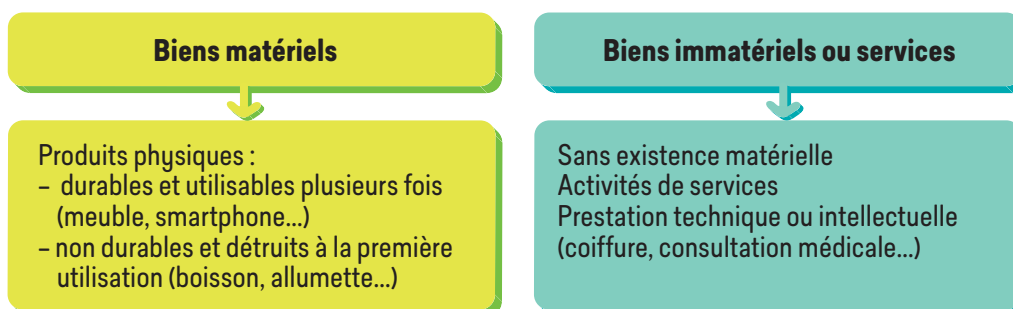 Biens matériels
Produits physiques :
– durables et utilisables plusieurs fois
(meuble, smartphone...)
– non durables et détruits à la première
utilisation (boisson, allumette...)
Biens immatériels ou services
Sans existence matérielle
Activités de services
Prestation technique ou intellectuelle
(coiffure, consultation médicale...)